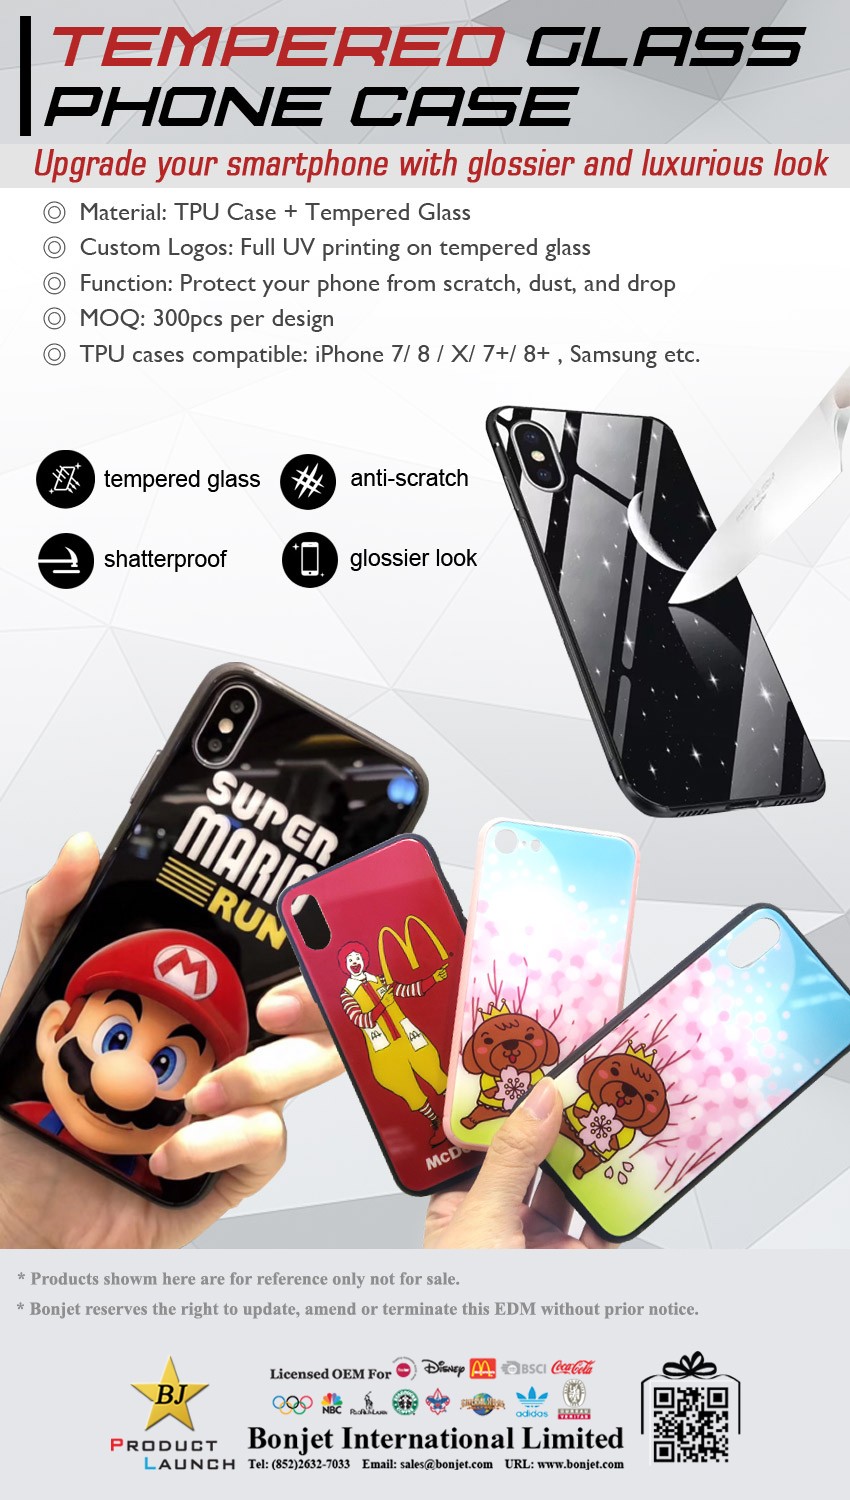 TEMPERED GLASS
PHONE CASE
Upgrade your smartphone with glossier and luxurious look
Material: TPU Case + Tempered Glass
Custom Logos: Full UV printing on tempered glass
Function: Protect your phone from scratch, dust, and drop
MOQ: 300pcs per design
TPU cases compatible: iPhone 7/ 8 / X/ 7+/ 8+ , Samsung etc.
tempered glass
anti-scratch
shatterproof
glossier look
SUPER
MARIO
RUN
M
McD
* Products showm here are for reference only not for sale.
* Bonjet reserves the right to update, amend or terminate this EDM without prior notice.
BJ
PRODUCT
LAUNCH
Licensed OEM For
Disney
BSCI
Coca-Cola
NBC
adidas
BUREAU
VERITAS
Bonjet International Limited
Tel: (852)2632-7033 Email: sales@bonjet.com URL: www.bonjet.com